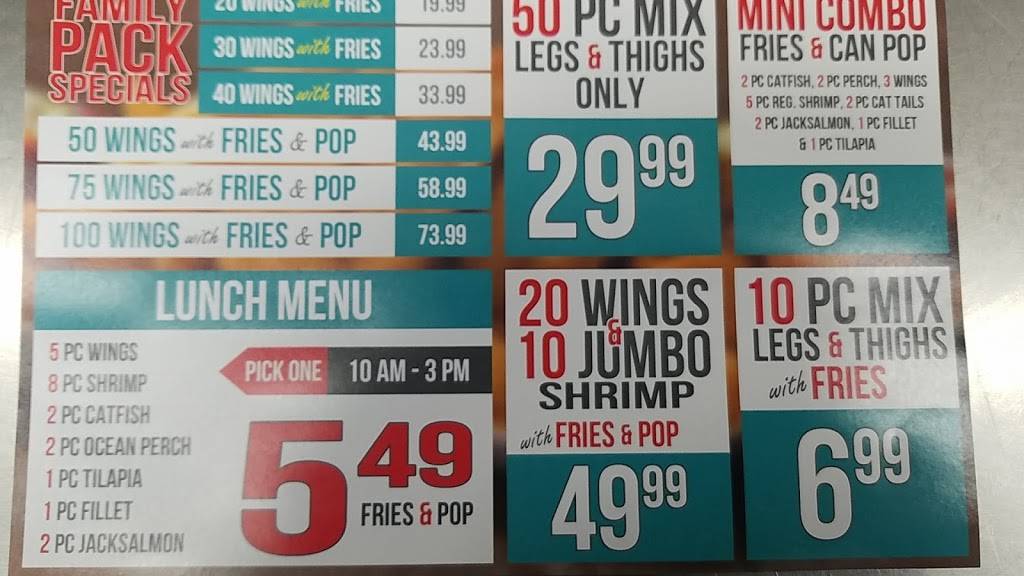 FAMILY
PACK
SPECIALS
20 WINGS with FRIES 19.99
30 WINGS with FRIES 23.99
40 WINGS with FRIES 33.99
50 WINGS with FRIES & POP 43.99
75 WINGS with FRIES & POP 58.99
100 WINGS with FRIES & POP 73.99
50 PC MIX
LEGS & THIGHS
ONLY
29 99
MINI COMBO
FRIES & CAN POP
2 PC CATFISH, 2 PC PERCH, 3 WINGS
5 PC REG. SHRIMP, 2 PC CAT TAILS
2 PC JACKSALMON, 1 PC FILLET
& 1 PC TILAPIA
8 49
LUNCH MENU
5 PC WINGS
8 PC SHRIMP
2 PC CATFISH
2 PC OCEAN PERCH
1 PC TILAPIA
1 PC FILLET
2 PC JACKSALMON
PICK ONE 10 AM - 3 PM
5 49
FRIES & POP
20 WINGS
&
10 JUMBO
SHRIMP
with FRIES & POP
49 99
10 PC MIX
LEGS & THIGHS
with FRIES
6 99